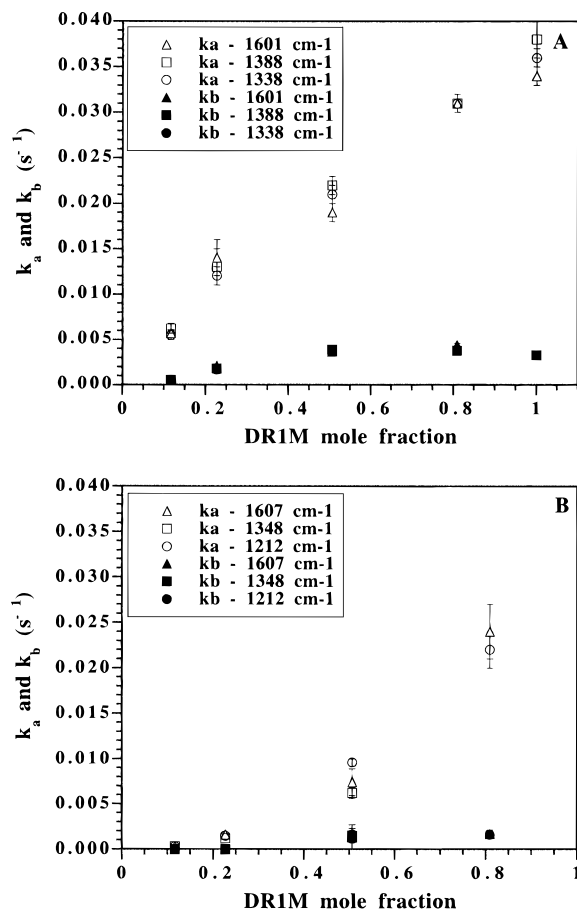 A
ka - 1601 cm-1
ka - 1388 cm-1
ka - 1338 cm-1
kb - 1601 cm-1
kb - 1388 cm-1
kb - 1338 cm-1
0.040
0.035
0.030
0.025
0.020
0.015
0.010
0.005
0.000
kₐ and k_b (s⁻¹)
0 0.2 0.4 0.6 0.8 1
DR1M mole fraction
B
ka - 1607 cm-1
ka - 1348 cm-1
ka - 1212 cm-1
kb - 1607 cm-1
kb - 1348 cm-1
kb - 1212 cm-1
0.040
0.035
0.030
0.025
0.020
0.015
0.010
0.005
0.000
kₐ and k_b (s⁻¹)
0 0.2 0.4 0.6 0.8 1
DR1M mole fraction